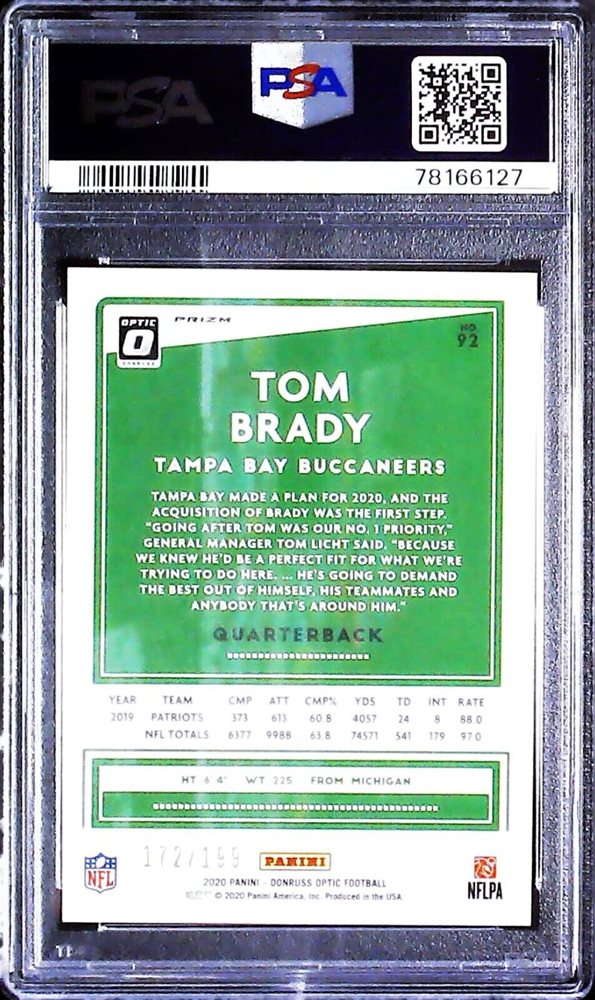 PSA
PSA
78166127
OPTIC
DONRUSS
PRIZM
NO.
92
TOM
BRADY
TAMPA BAY BUCCANEERS
TAMPA BAY MADE A PLAN FOR 2020, AND THE
ACQUISITION OF BRADY WAS THE FIRST STEP.
"GOING AFTER TOM WAS OUR NO. 1 PRIORITY,"
GENERAL MANAGER TOM LICHT SAID. "BECAUSE
WE KNEW HE'D BE A PERFECT FIT FOR WHAT WE'RE
TRYING TO DO HERE. ... HE'S GOING TO DEMAND
THE BEST OUT OF HIMSELF, HIS TEAMMATES AND
ANYBODY THAT'S AROUND HIM."
QUARTERBACK
YEAR TEAM CMP ATT CMP% YDS TD INT RATE
2019 PATRIOTS 373 613 60.8 4057 24 8 88.0
NFL TOTALS 6377 9988 63.8 74571 541 179 97.0
HT 6'4" WT 225 FROM MICHIGAN
172/199 PANINI
NFL
NFLPA
2020 PANINI - DONRUSS OPTIC FOOTBALL
© 2020 Panini America, Inc. Produced in the USA.